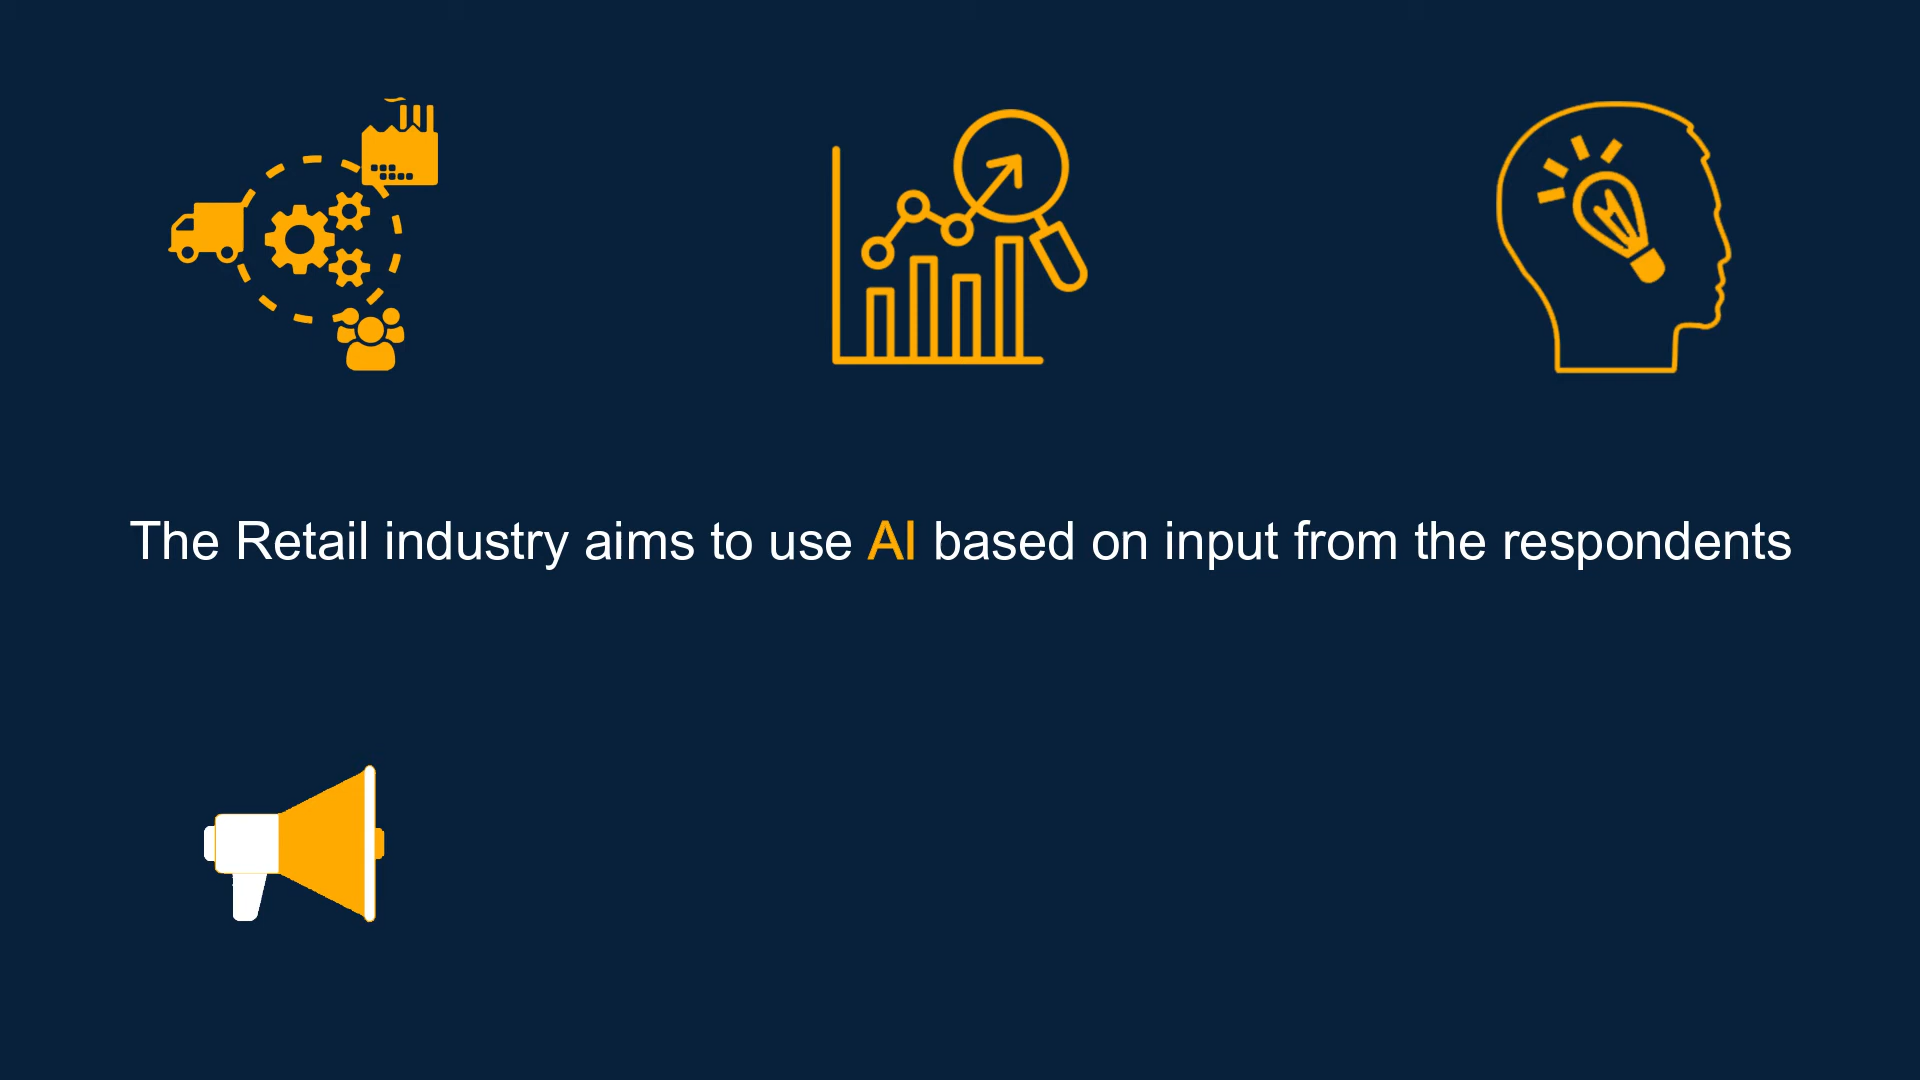 The Retail industry aims to use AI based on input from the respondents